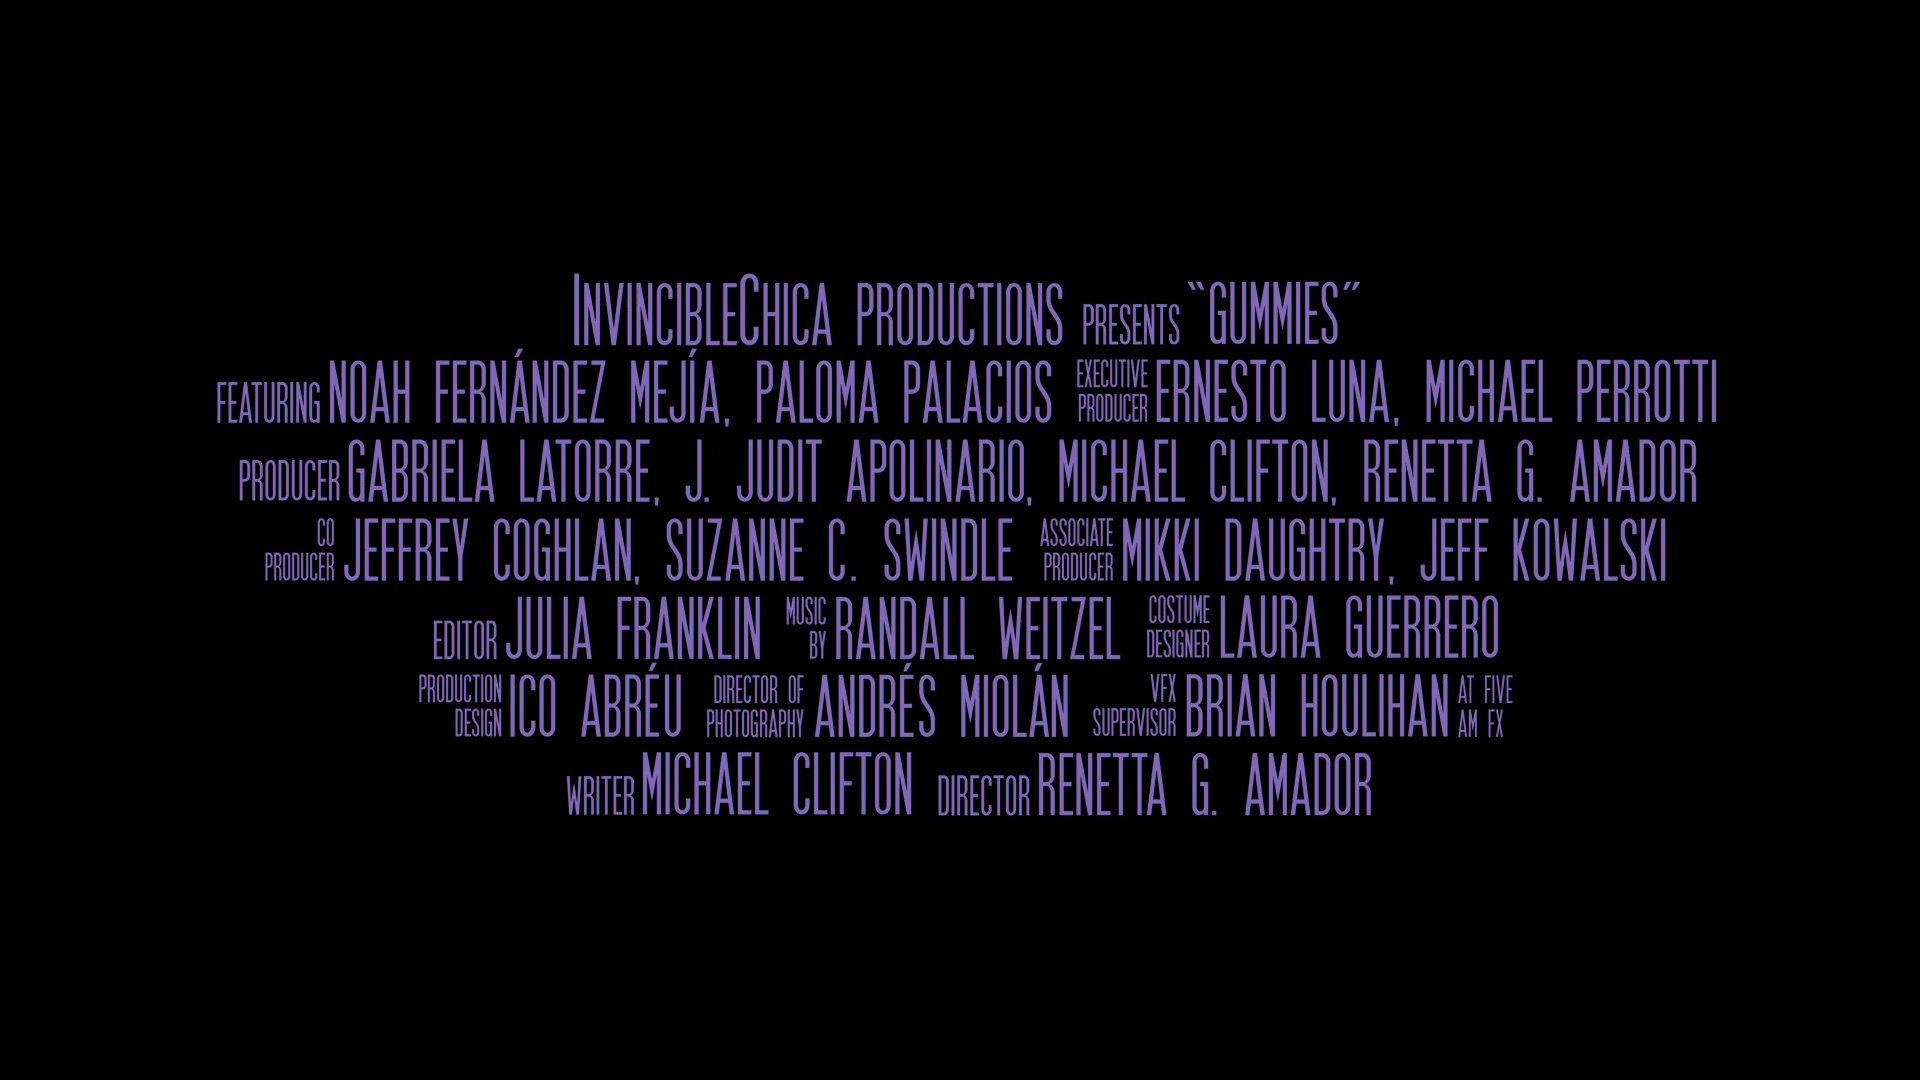 InvincibleChica productions presents “GUMMIES”
FEATURING NOAH FERNÁNDEZ MEJÍA, PALOMA PALACIOS EXECUTIVE PRODUCER ERNESTO LUNA, MICHAEL PERROTTI
PRODUCER GABRIELA LATORRE, J. JUDIT APOLINARIO, MICHAEL CLIFTON, RENETTA G. AMADOR
CO PRODUCER JEFFREY COGHLAN, SUZANNE C. SWINDLE ASSOCIATE PRODUCER MIKKI DAUGHTRY, JEFF KOWALSKI
EDITOR JULIA FRANKLIN MUSIC BY RANDALL WEITZEL COSTUME DESIGNER LAURA GUERRERO
PRODUCTION DESIGN ICO ABRÉU DIRECTOR OF PHOTOGRAPHY ANDRÉS MIOLÁN VFX SUPERVISOR BRIAN HOULIHAN AT FIVE AM FX
WRITER MICHAEL CLIFTON DIRECTOR RENETTA G. AMADOR